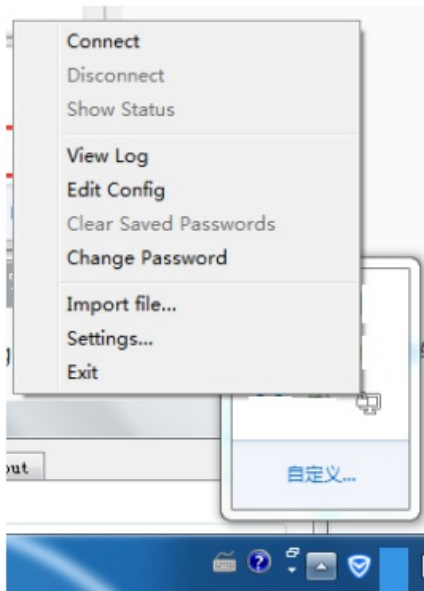 Connect
Disconnect
Show Status
View Log
Edit Config
Clear Saved Passwords
Change Password
Import file...
Settings...
Exit
自定义...